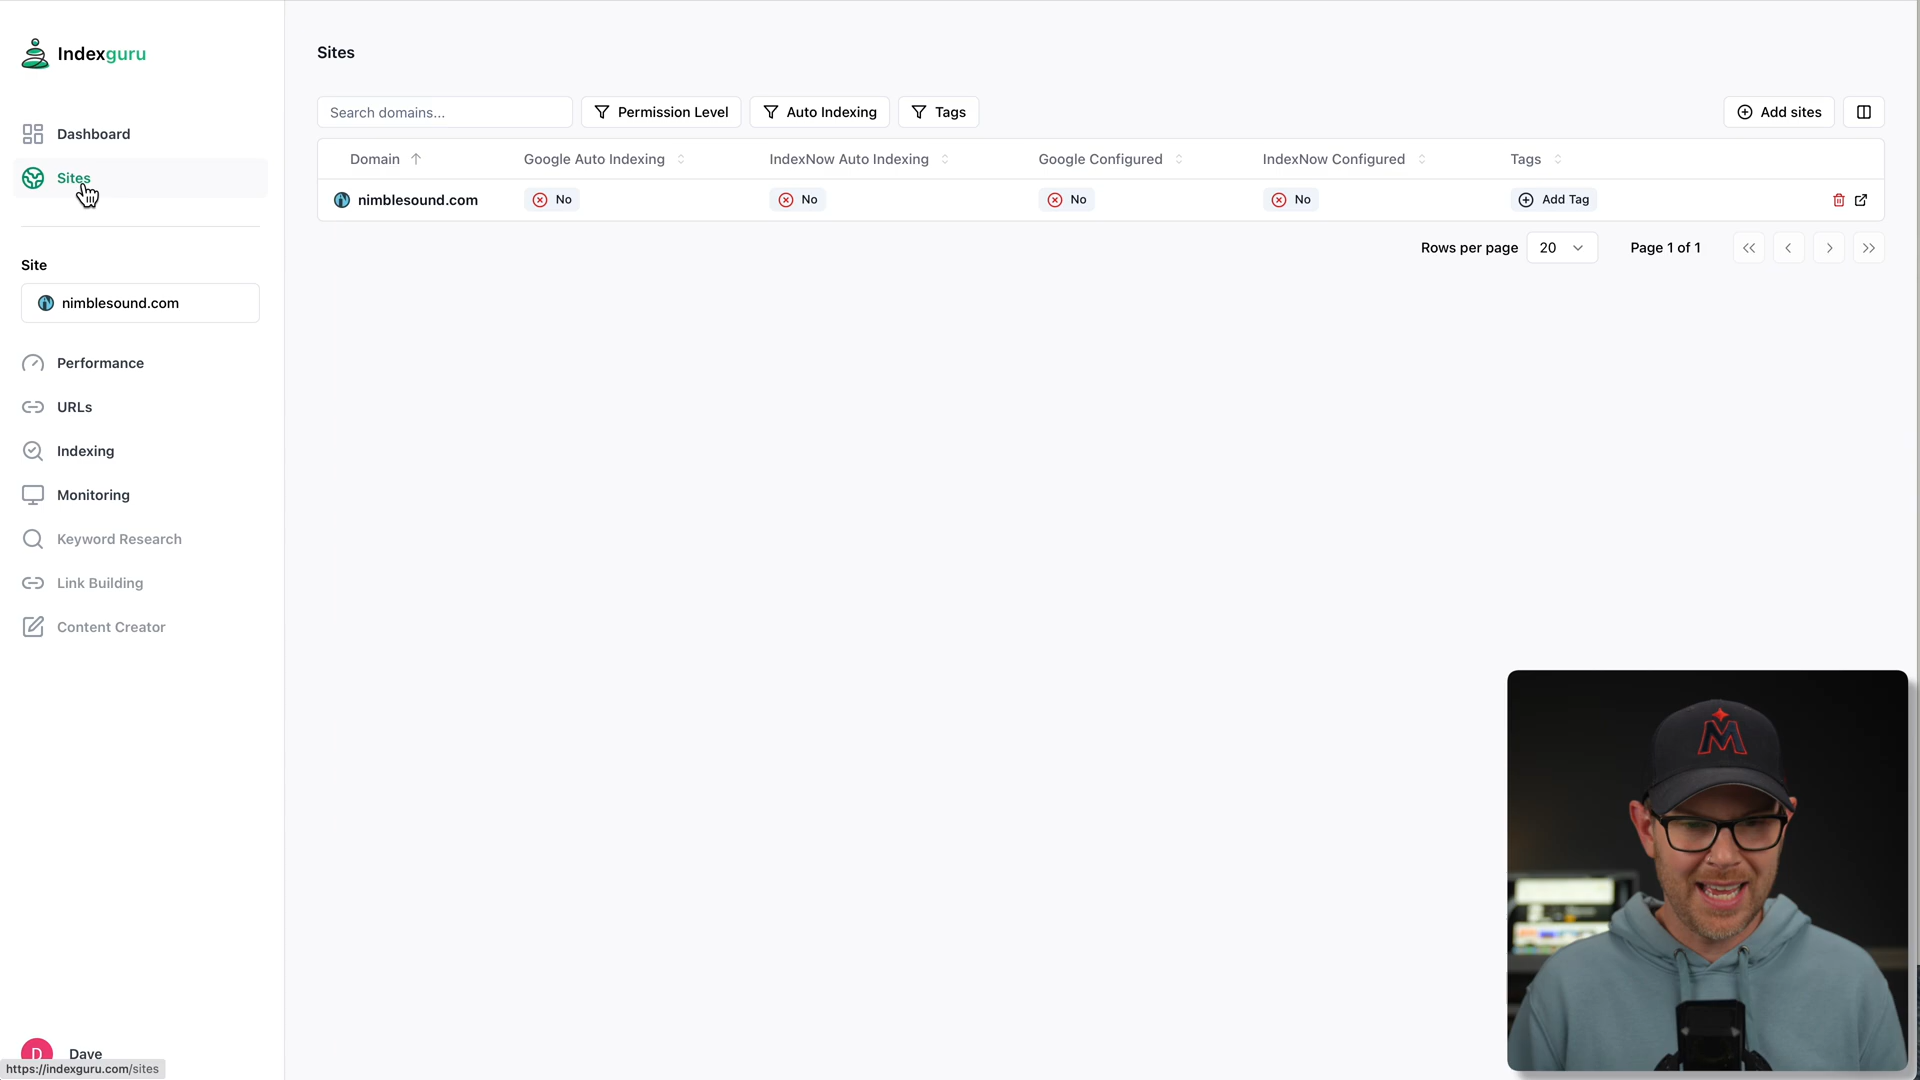 Indexguru
Dashboard
Sites
Site
nimblesound.com
Performance
URLs
Indexing
Monitoring
Keyword Research
Link Building
Content Creator
D Dave
https://indexguru.com/sites
Sites
Search domains... Permission Level Auto Indexing Tags Add sites
Domain Google Auto Indexing IndexNow Auto Indexing Google Configured IndexNow Configured Tags
nimblesound.com No No No No Add Tag
Rows per page 20 Page 1 of 1
M